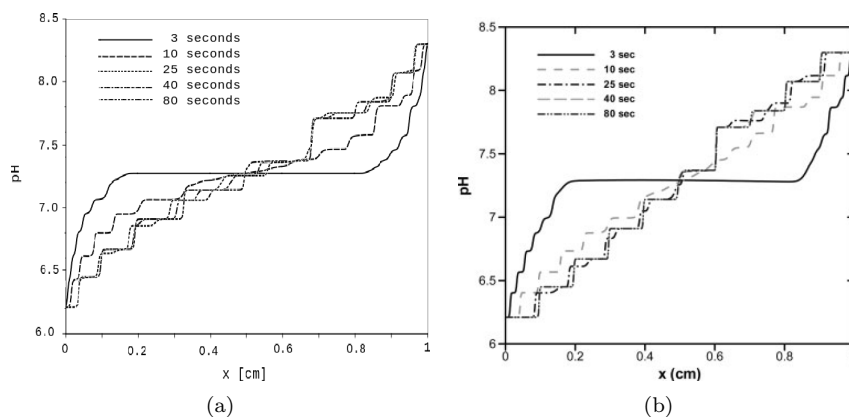 8.5
8.0
7.5
7.2
7.0
6.5
6.0
pH
0
0.2
0.4
0.6
0.8
1
x [cm]
3 seconds
10 seconds
25 seconds
40 seconds
80 seconds
(a)
8.5
8
7.5
7
6.5
6
pH
0
0.2
0.4
0.6
0.8
x (cm)
3 sec
10 sec
25 sec
40 sec
80 sec
(b)